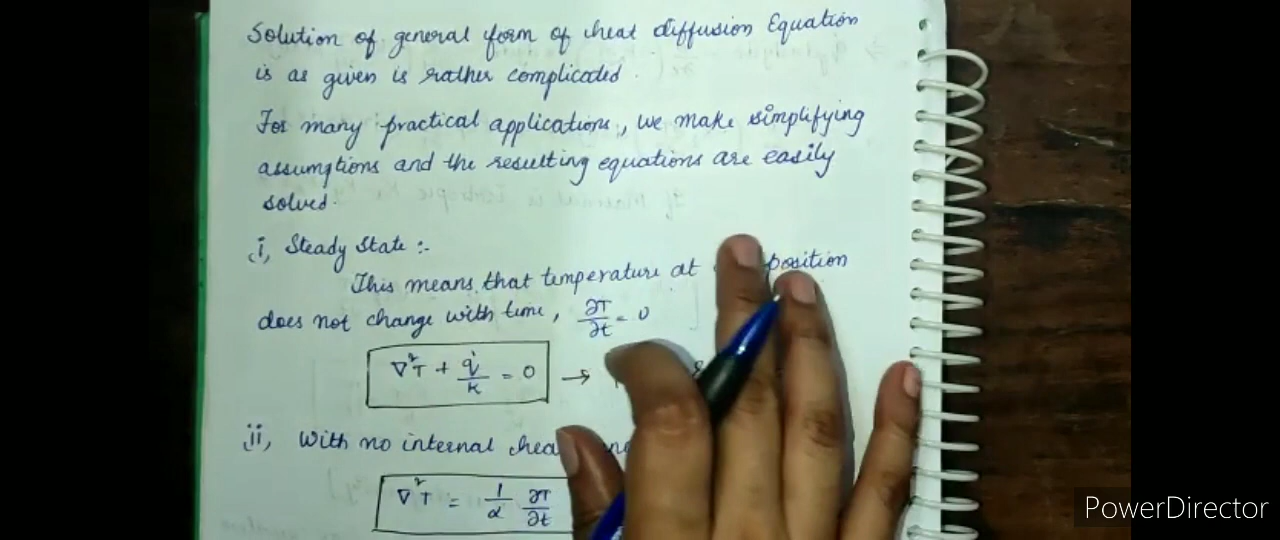 Solution of general form of heat diffusion Equation
is as given is rather complicated.
For many practical applications, we make simplifying
assumptions and the resulting equations are easily
solved.
i, Steady State :-
This means that temperature at position
does not change with time, ∂T/∂t = 0
∇²T + q̇/k = 0 →
ii, With no internal
∇²T = 1/α ∂T/∂t
PowerDirector